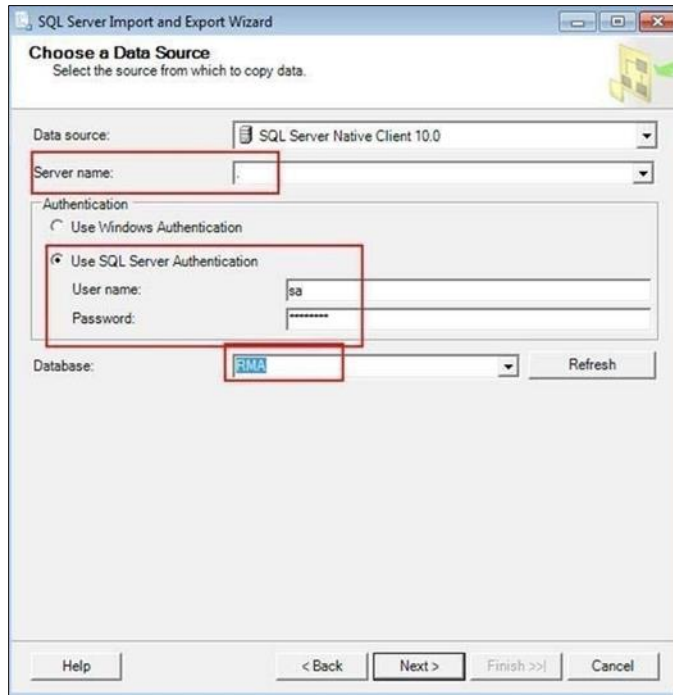 SQL Server Import and Export Wizard
Choose a Data Source
Select the source from which to copy data.
Data source: SQL Server Native Client 10.0
Server name: .
Authentication
Use Windows Authentication
Use SQL Server Authentication
User name: sa
Password: ••••••••
Database: RMA Refresh
Help < Back Next > Finish >>| Cancel